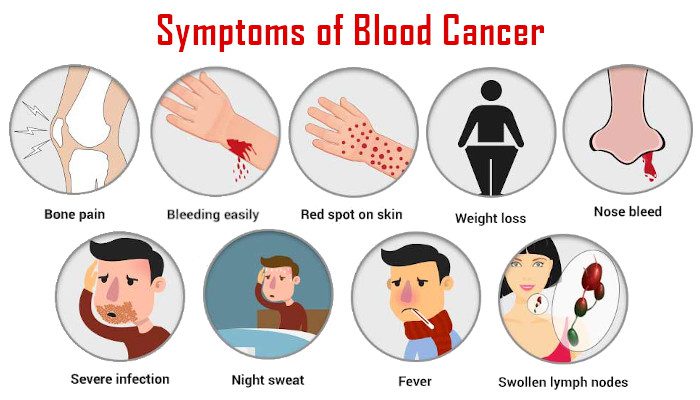 Symptoms of Blood Cancer
Bone pain
Bleeding easily
Red spot on skin
Weight loss
Nose bleed
Severe infection
Night sweat
Fever
Swollen lymph nodes